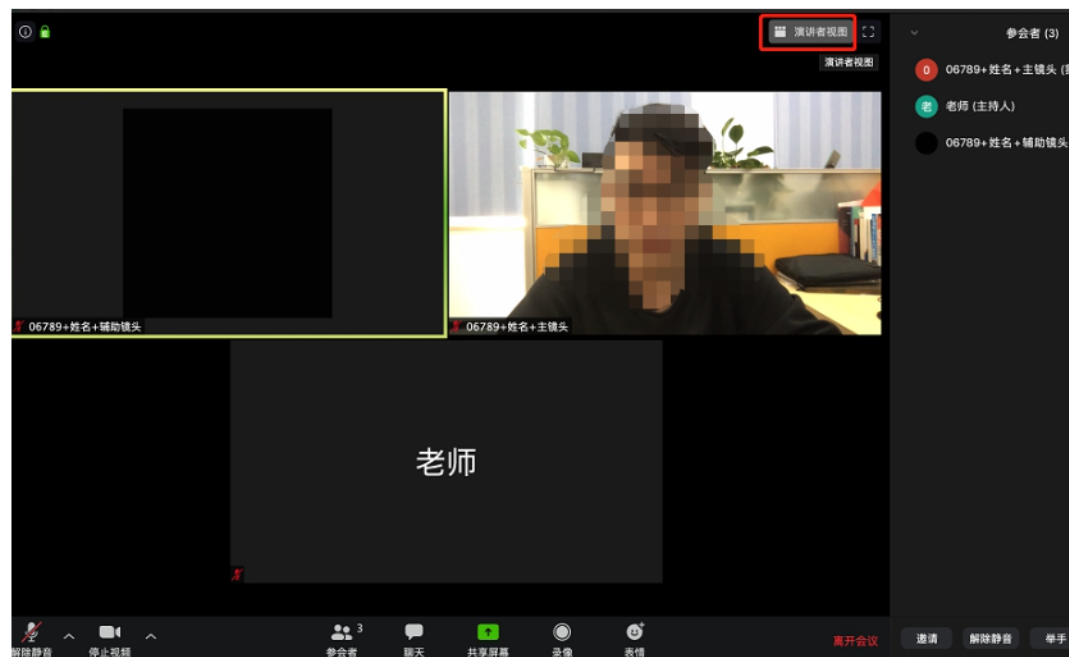 演讲者视图
参会者 (3)
演讲者视图
0 06789+姓名+主镜头
老 老师 (主持人)
06789+姓名+辅助镜头
06789+姓名+辅助镜头
06789+姓名+主镜头
老师
解除静音
停止视频
3
参会者
聊天
共享屏幕
录像
表情
离开会议
邀请
解除静音
举手